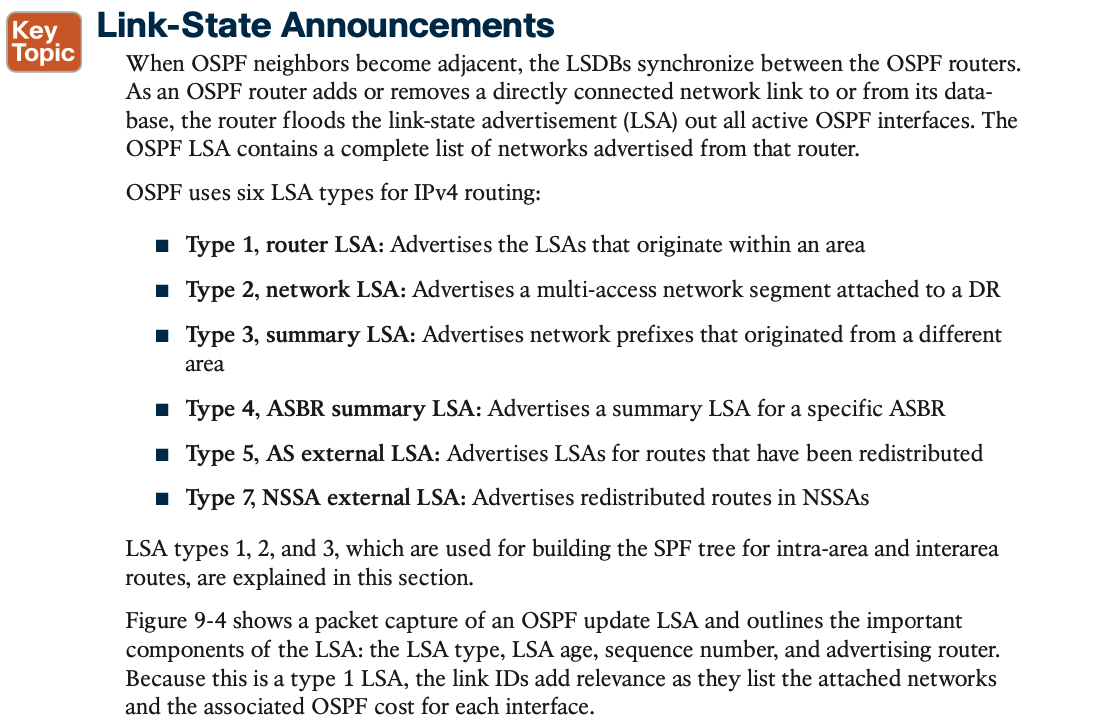 Key
Topic
Link-State Announcements
When OSPF neighbors become adjacent, the LSDBs synchronize between the OSPF routers.
As an OSPF router adds or removes a directly connected network link to or from its data-
base, the router floods the link-state advertisement (LSA) out all active OSPF interfaces. The
OSPF LSA contains a complete list of networks advertised from that router.
OSPF uses six LSA types for IPv4 routing:
■ Type 1, router LSA: Advertises the LSAs that originate within an area
■ Type 2, network LSA: Advertises a multi-access network segment attached to a DR
■ Type 3, summary LSA: Advertises network prefixes that originated from a different
area
■ Type 4, ASBR summary LSA: Advertises a summary LSA for a specific ASBR
■ Type 5, AS external LSA: Advertises LSAs for routes that have been redistributed
■ Type 7, NSSA external LSA: Advertises redistributed routes in NSSAs
LSA types 1, 2, and 3, which are used for building the SPF tree for intra-area and interarea
routes, are explained in this section.
Figure 9-4 shows a packet capture of an OSPF update LSA and outlines the important
components of the LSA: the LSA type, LSA age, sequence number, and advertising router.
Because this is a type 1 LSA, the link IDs add relevance as they list the attached networks
and the associated OSPF cost for each interface.